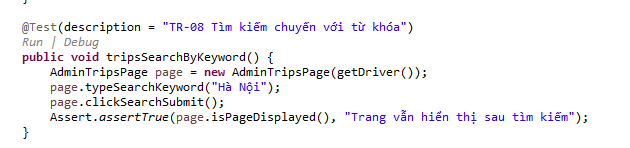 @Test(description = "TR-08 Tìm kiếm chuyến với từ khóa")
Run | Debug
public void tripsSearchByKeyword() {
    AdminTripsPage page = new AdminTripsPage(getDriver());
    page.typeSearchKeyword("Hà Nội");
    page.clickSearchSubmit();
    Assert.assertTrue(page.isPageDisplayed(), "Trang vẫn hiển thị sau tìm kiếm");
}